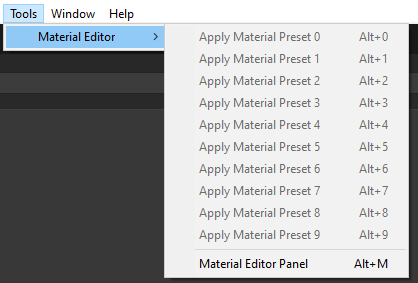 Tools Window Help
Material Editor >
Apply Material Preset 0 Alt+0
Apply Material Preset 1 Alt+1
Apply Material Preset 2 Alt+2
Apply Material Preset 3 Alt+3
Apply Material Preset 4 Alt+4
Apply Material Preset 5 Alt+5
Apply Material Preset 6 Alt+6
Apply Material Preset 7 Alt+7
Apply Material Preset 8 Alt+8
Apply Material Preset 9 Alt+9
Material Editor Panel Alt+M